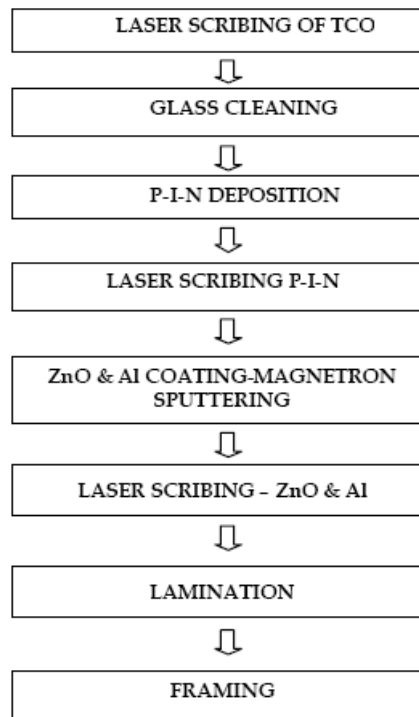 LASER SCRIBING OF TCO
GLASS CLEANING
P-I-N DEPOSITION
LASER SCRIBING P-I-N
ZnO & Al COATING-MAGNETRON
SPUTTERING
LASER SCRIBING – ZnO & Al
LAMINATION
FRAMING